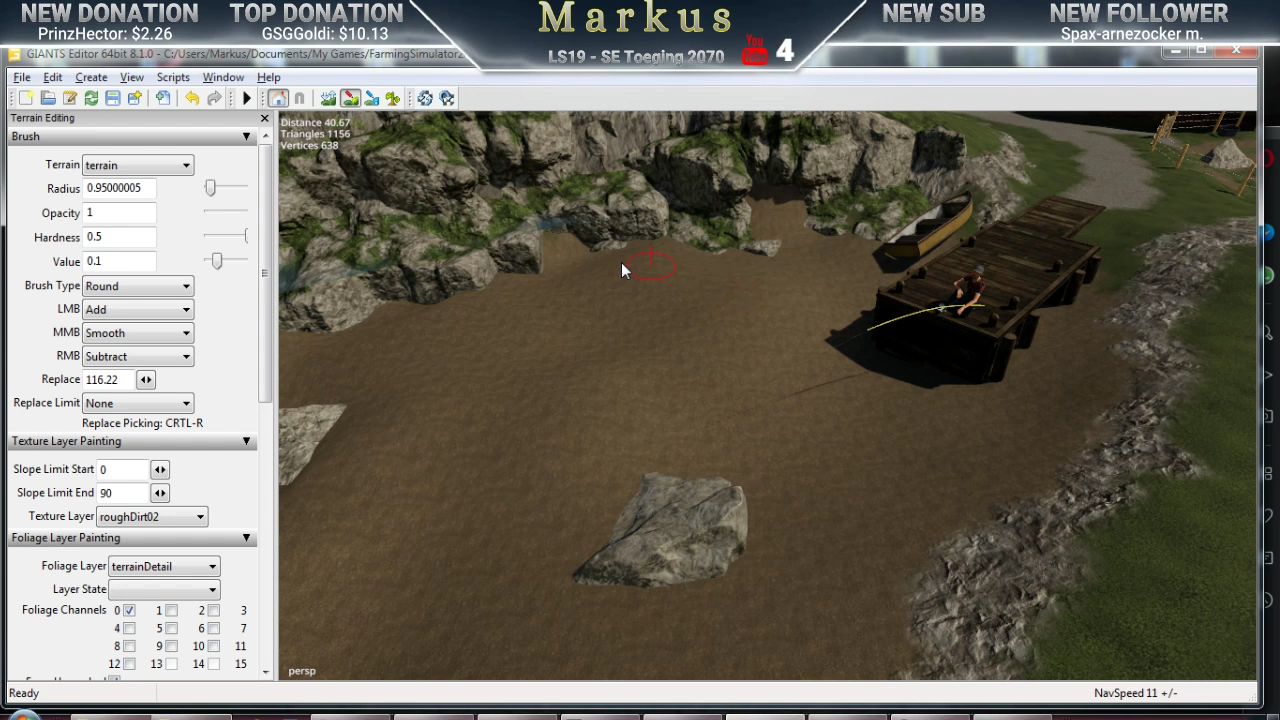 NEW DONATION
PrinzHector: $2.26
TOP DONATION
GSGGoldi: $10.13
Markus
LS19 - SE Toeging 2070
You Tube
4
NEW SUB
NEW FOLLOWER
Spax-arnezocker m.
GIANTS Editor 64bit 8.1.0 - C:/Users/Markus/Documents/My Games/FarmingSimulator2
File Edit Create View Scripts Window Help
Terrain Editing
Brush
Terrain terrain
Radius 0.95000005
Opacity 1
Hardness 0.5
Value 0.1
Brush Type Round
LMB Add
MMB Smooth
RMB Subtract
Replace 116.22
Replace Limit None
Replace Picking: CRTL-R
Texture Layer Painting
Slope Limit Start 0
Slope Limit End 90
Texture Layer roughDirt02
Foliage Layer Painting
Foliage Layer terrainDetail
Layer State
Foliage Channels 0 1 2 3
4 5 6 7
8 9 10 11
12 13 14 15
Distance 40.67
Triangles 1156
Vertices 638
persp
Ready
NavSpeed 11 +/-